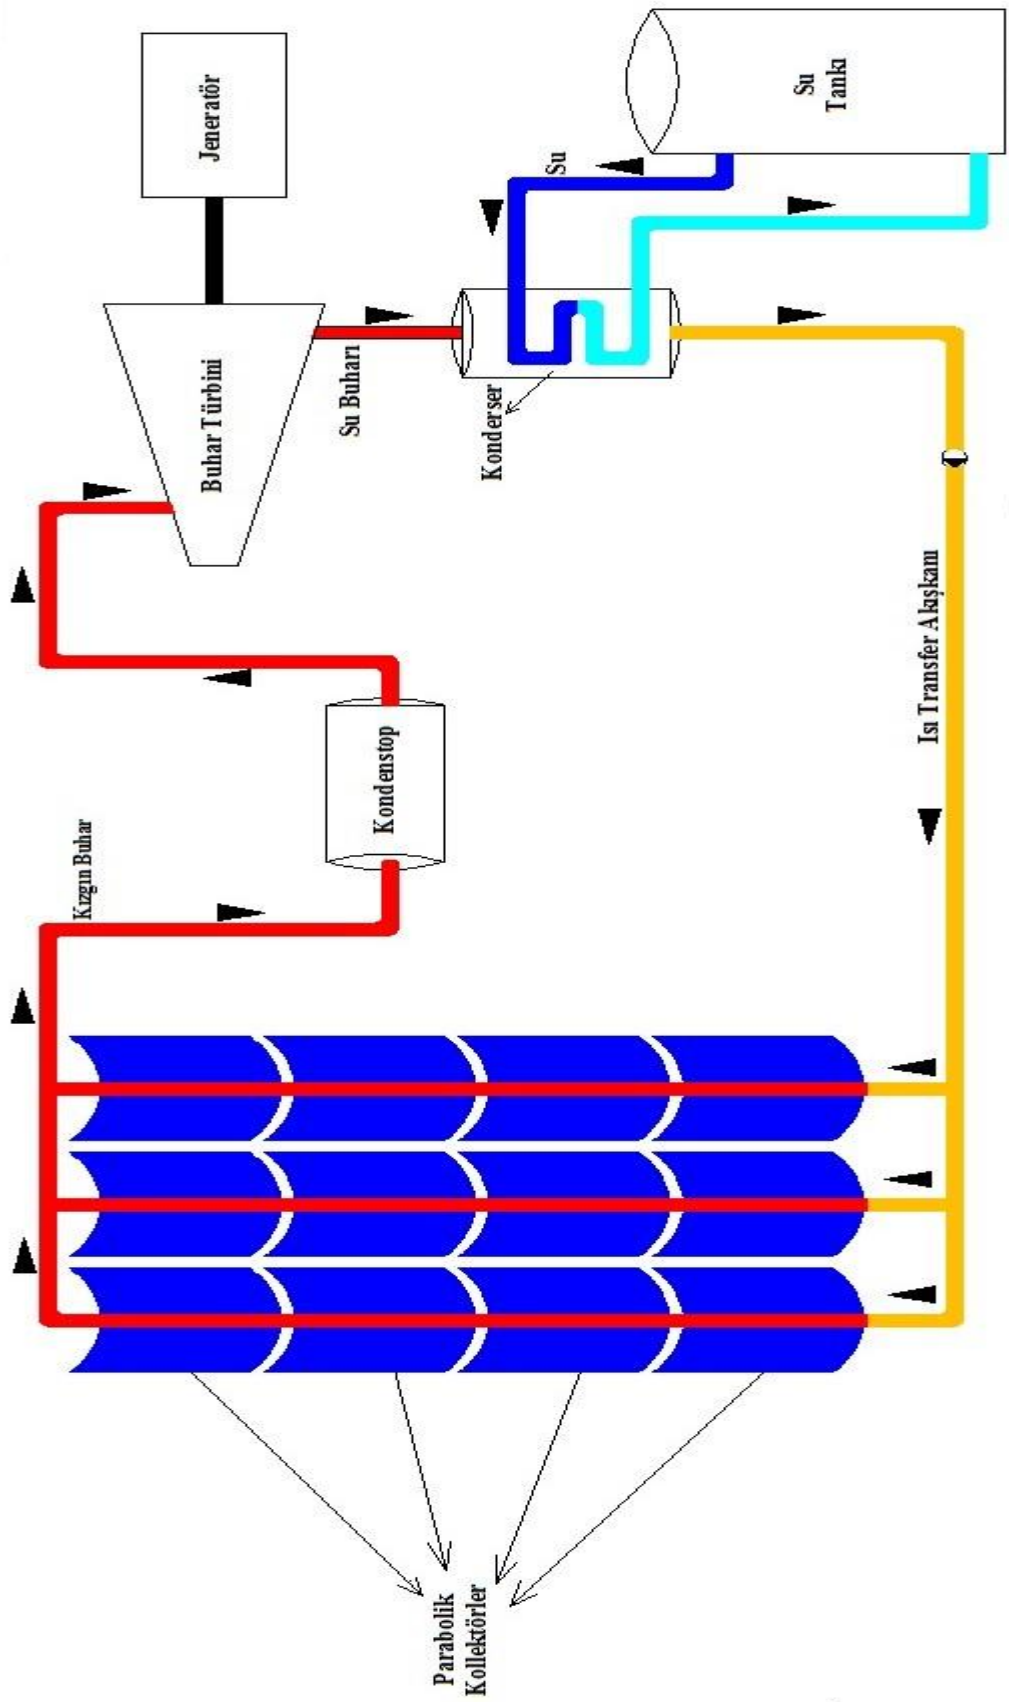 Parabolik
Kollektörler
Kızgın Buhar
Kondenstop
Buhar Türbini
Jeneratör
Su Buharı
Konderser
Su
Su
Tankı
Isı Transfer Akışkanı